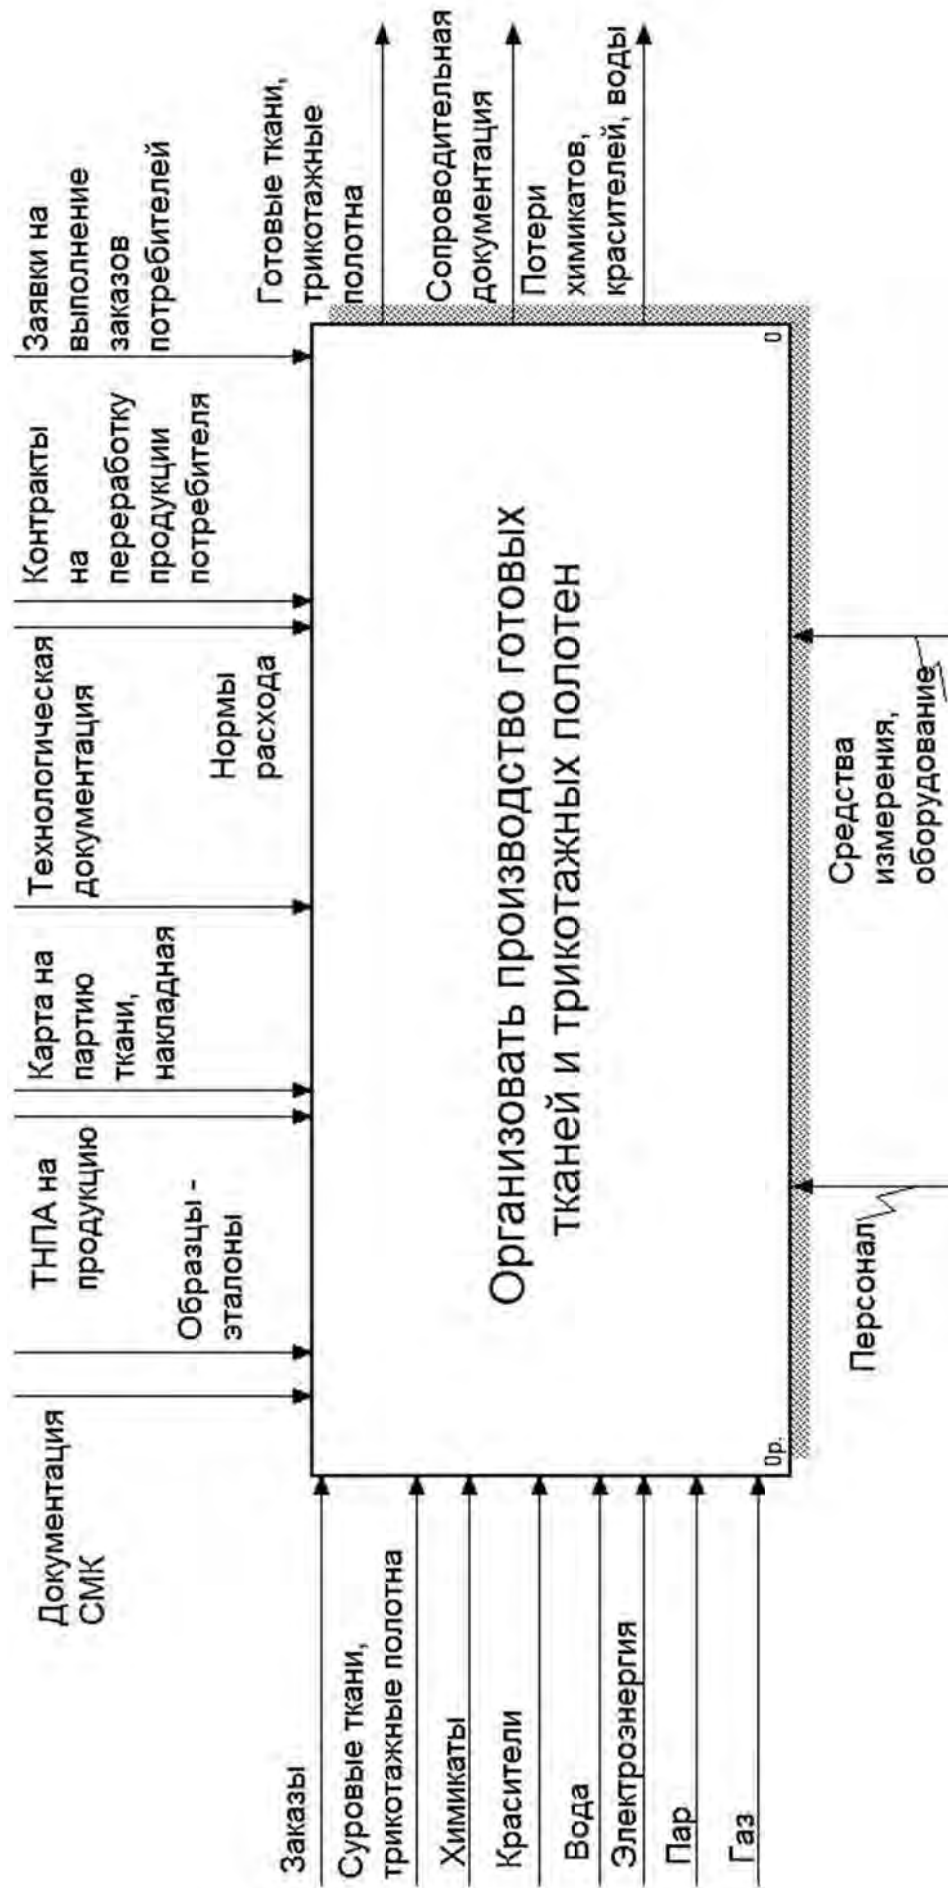 Документация
СМК
ТНПА на
продукцию
Образцы -
эталоны
Карта на
партию
ткани,
накладная
Технологическая
документация
Нормы
расхода
Контракты
на
переработку
продукции
потребителя
Заявки на
выполнение
заказов
потребителей
Заказы
Суровые ткани,
трикотажные полотна
Химикаты
Красители
Вода
Электроэнергия
Пар
Газ
Организовать производство готовых
тканей и трикотажных полотен
0р.
0
Готовые ткани,
трикотажные
полотна
Сопроводительная
документация
Потери
химикатов,
красителей, воды
Персонал
Средства
измерения,
оборудование